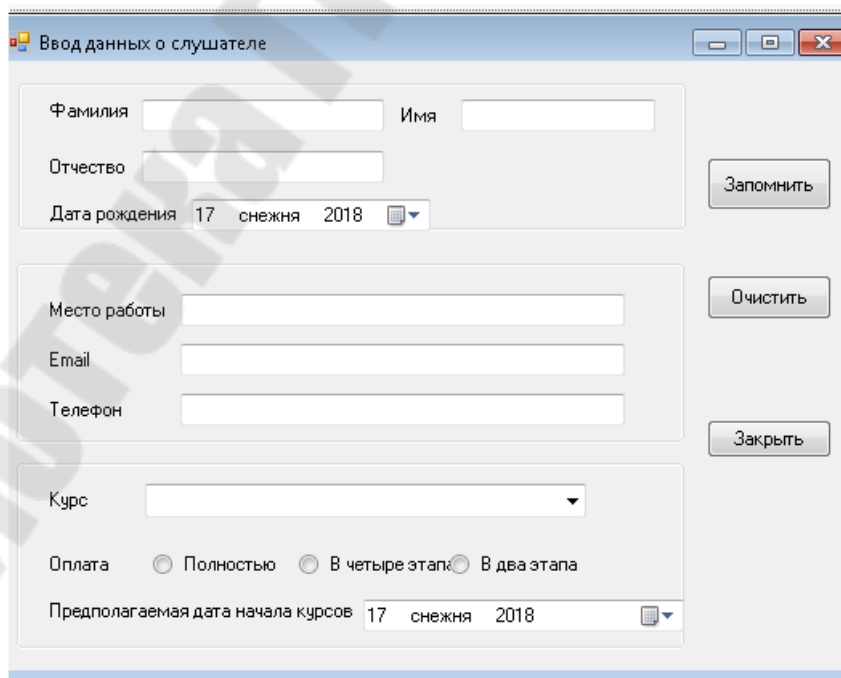 Ввод данных о слушателе
Фамилия Имя
Отчество
Запомнить
Дата рождения 17 снежня 2018
Очистить
Место работы
Email
Телефон
Закрыть
Курс
Оплата Полностью В четыре этапа В два этапа
Предполагаемая дата начала курсов 17 снежня 2018